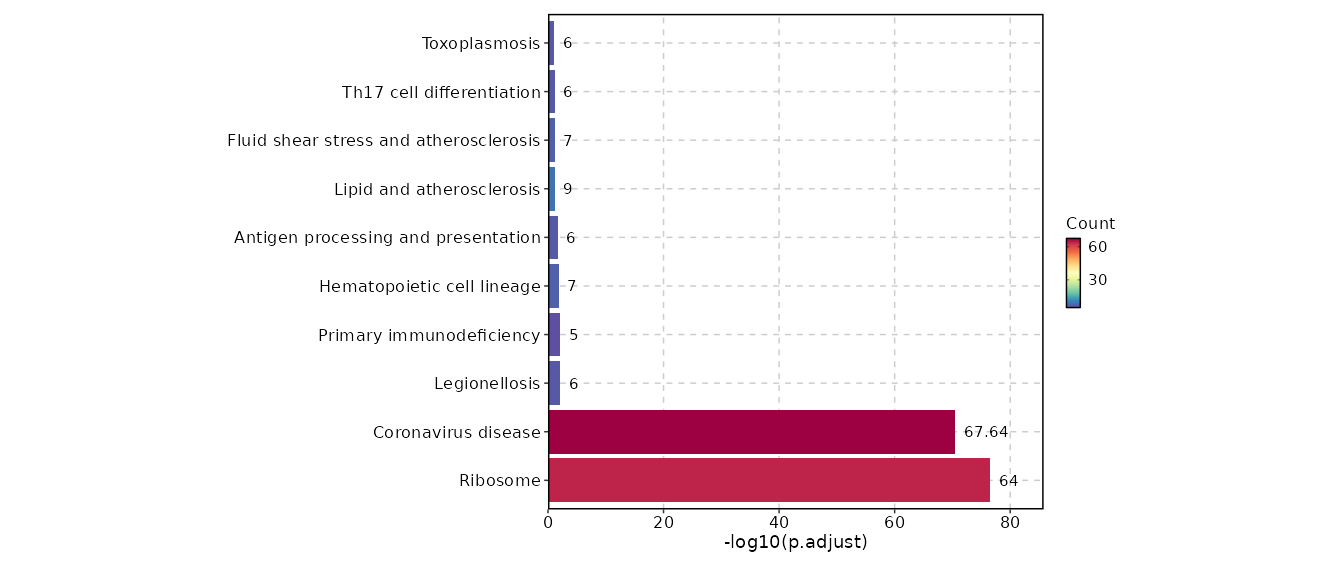 Toxoplasmosis 6
Th17 cell differentiation 6
Fluid shear stress and atherosclerosis 7
Lipid and atherosclerosis 9
Antigen processing and presentation 6
Hematopoietic cell lineage 7
Primary immunodeficiency 5
Legionellosis 6
Coronavirus disease 67.64
Ribosome 64
0 20 40 60 80
-log10(p.adjust)
Count
60
30